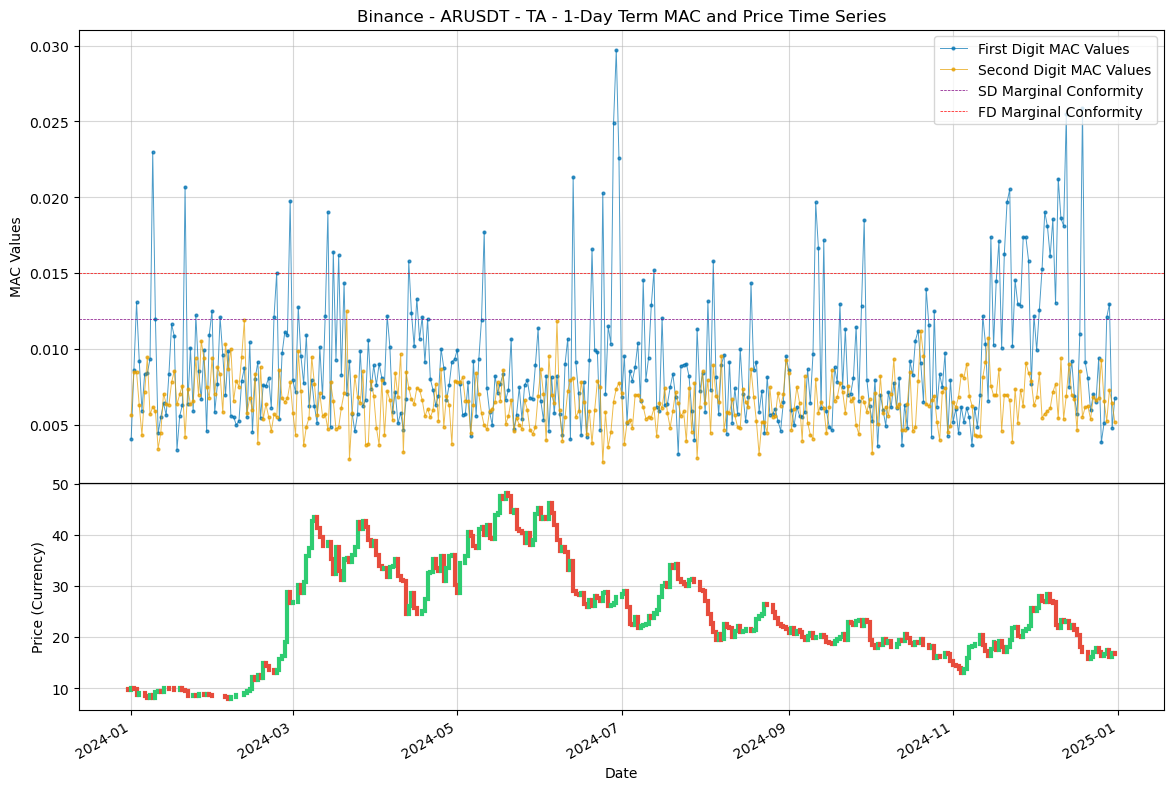 Binance - ARUSDT - TA - 1-Day Term MAC and Price Time Series
First Digit MAC Values
Second Digit MAC Values
SD Marginal Conformity
FD Marginal Conformity
MAC Values
0.030
0.025
0.020
0.015
0.010
0.005
Price (Currency)
50
40
30
20
10
2024-01
2024-03
2024-05
2024-07
2024-09
2024-11
2025-01
Date